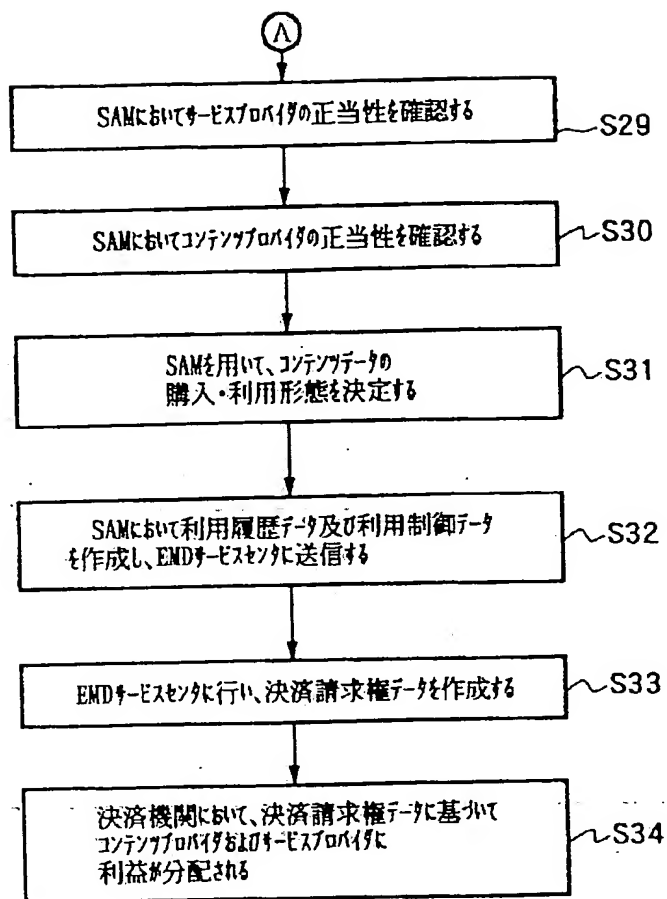 A
SAMにおいてサービスプロバイダの正当性を確認する
S29
SAMにおいてコンテンツプロバイダの正当性を確認する
S30
SAMを用いて、コンテンツデータの
購入・利用形態を決定する
S31
SAMにおいて利用履歴データ及び利用制御データ
を作成し、EMDサービスセンタに送信する
S32
EMDサービスセンタに行い、決済請求権データを作成する
S33
決済機関において、決済請求権データに基づいて
コンテンツプロバイダおよびサービスプロバイダに
利益が分配される
S34